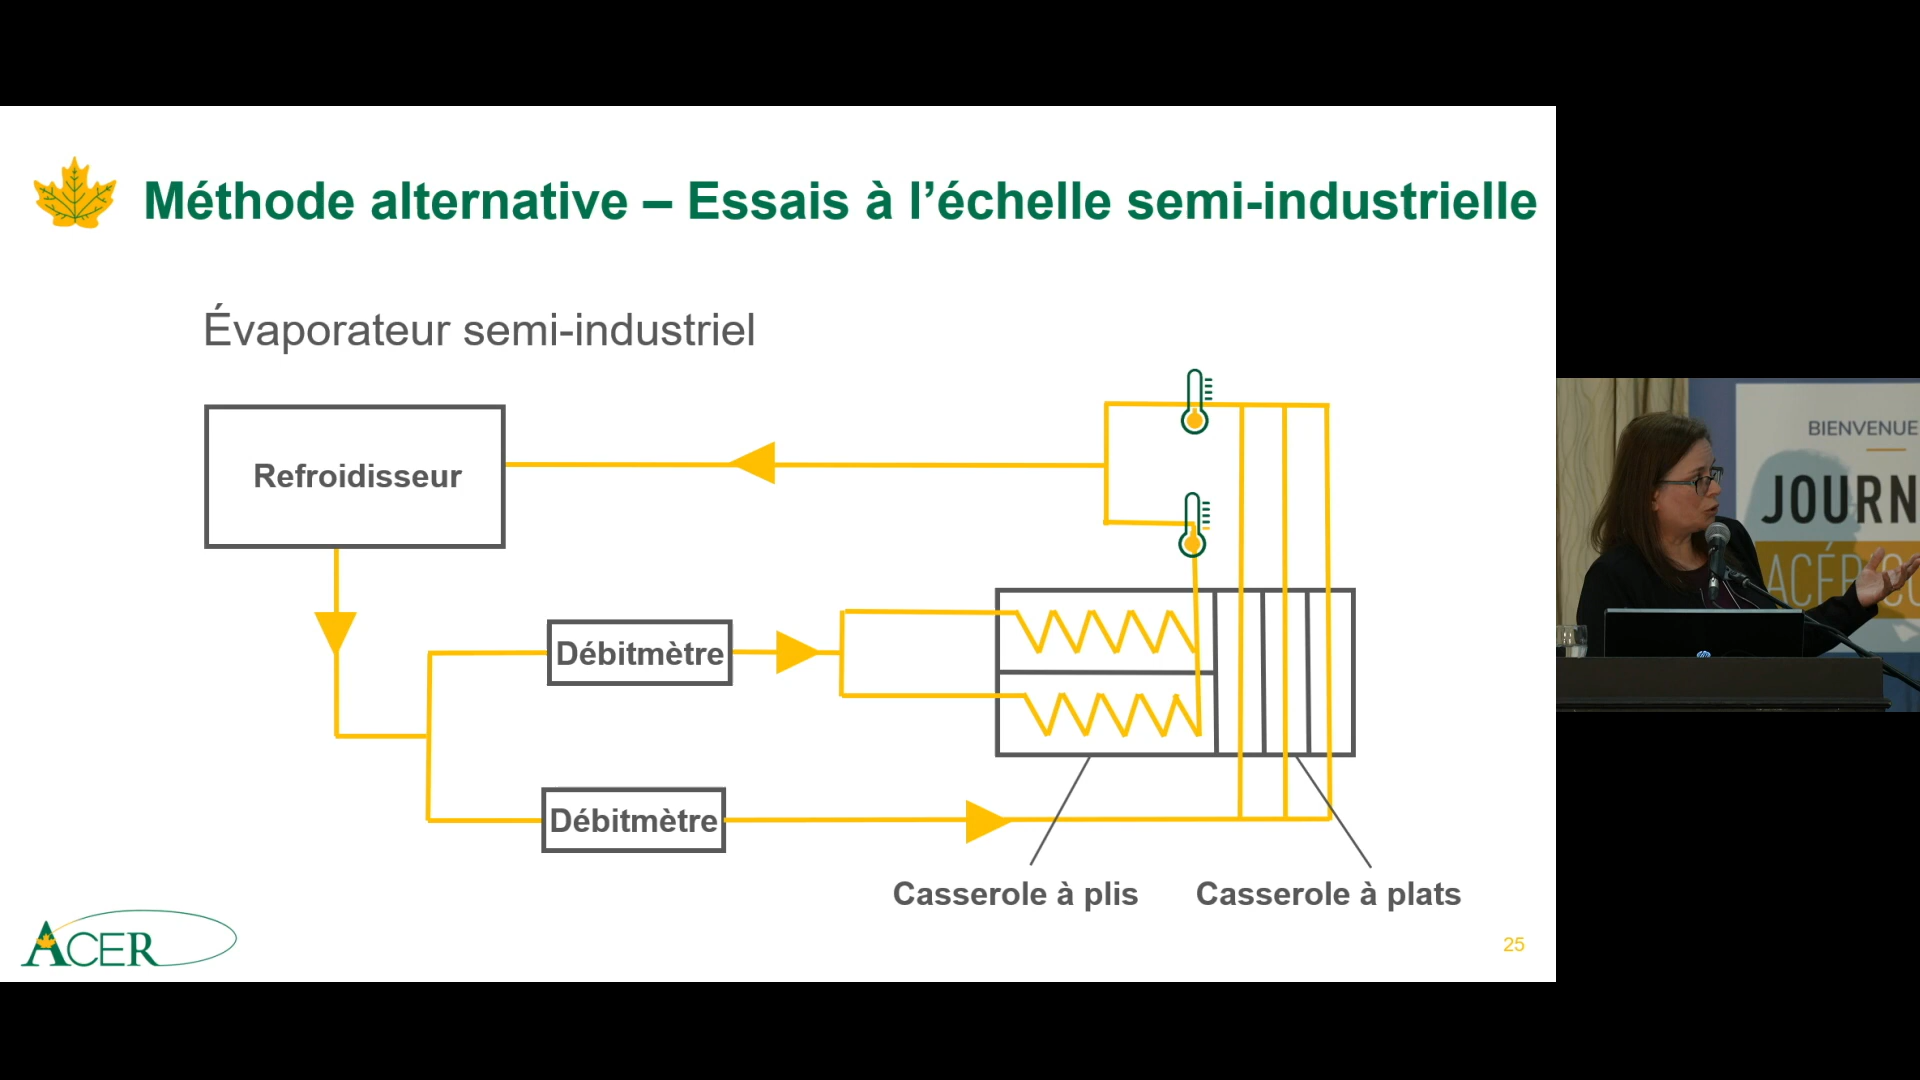 Méthode alternative – Essais à l'échelle semi-industrielle
Évaporateur semi-industriel
Refroidisseur
Débitmètre
Débitmètre
Casserole à plis
Casserole à plats
ACER
25
BIENVENUE
JOURN
ACÉRICO